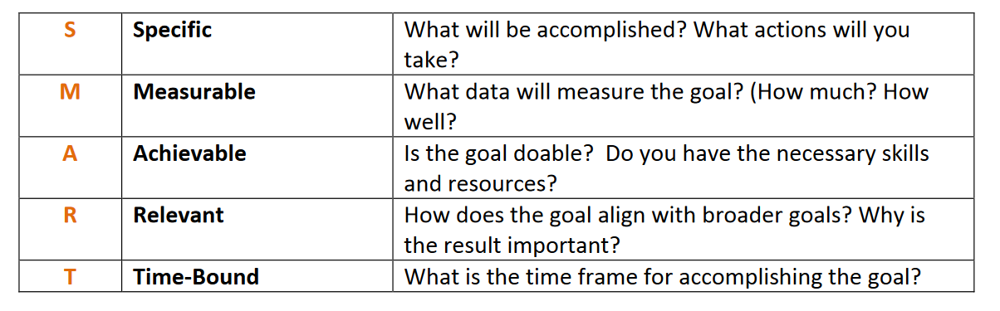 S Specific What will be accomplished? What actions will you
take?
M Measurable What data will measure the goal? (How much? How
well?
A Achievable Is the goal doable?  Do you have the necessary skills
and resources?
R Relevant How does the goal align with broader goals? Why is
the result important?
T Time-Bound What is the time frame for accomplishing the goal?